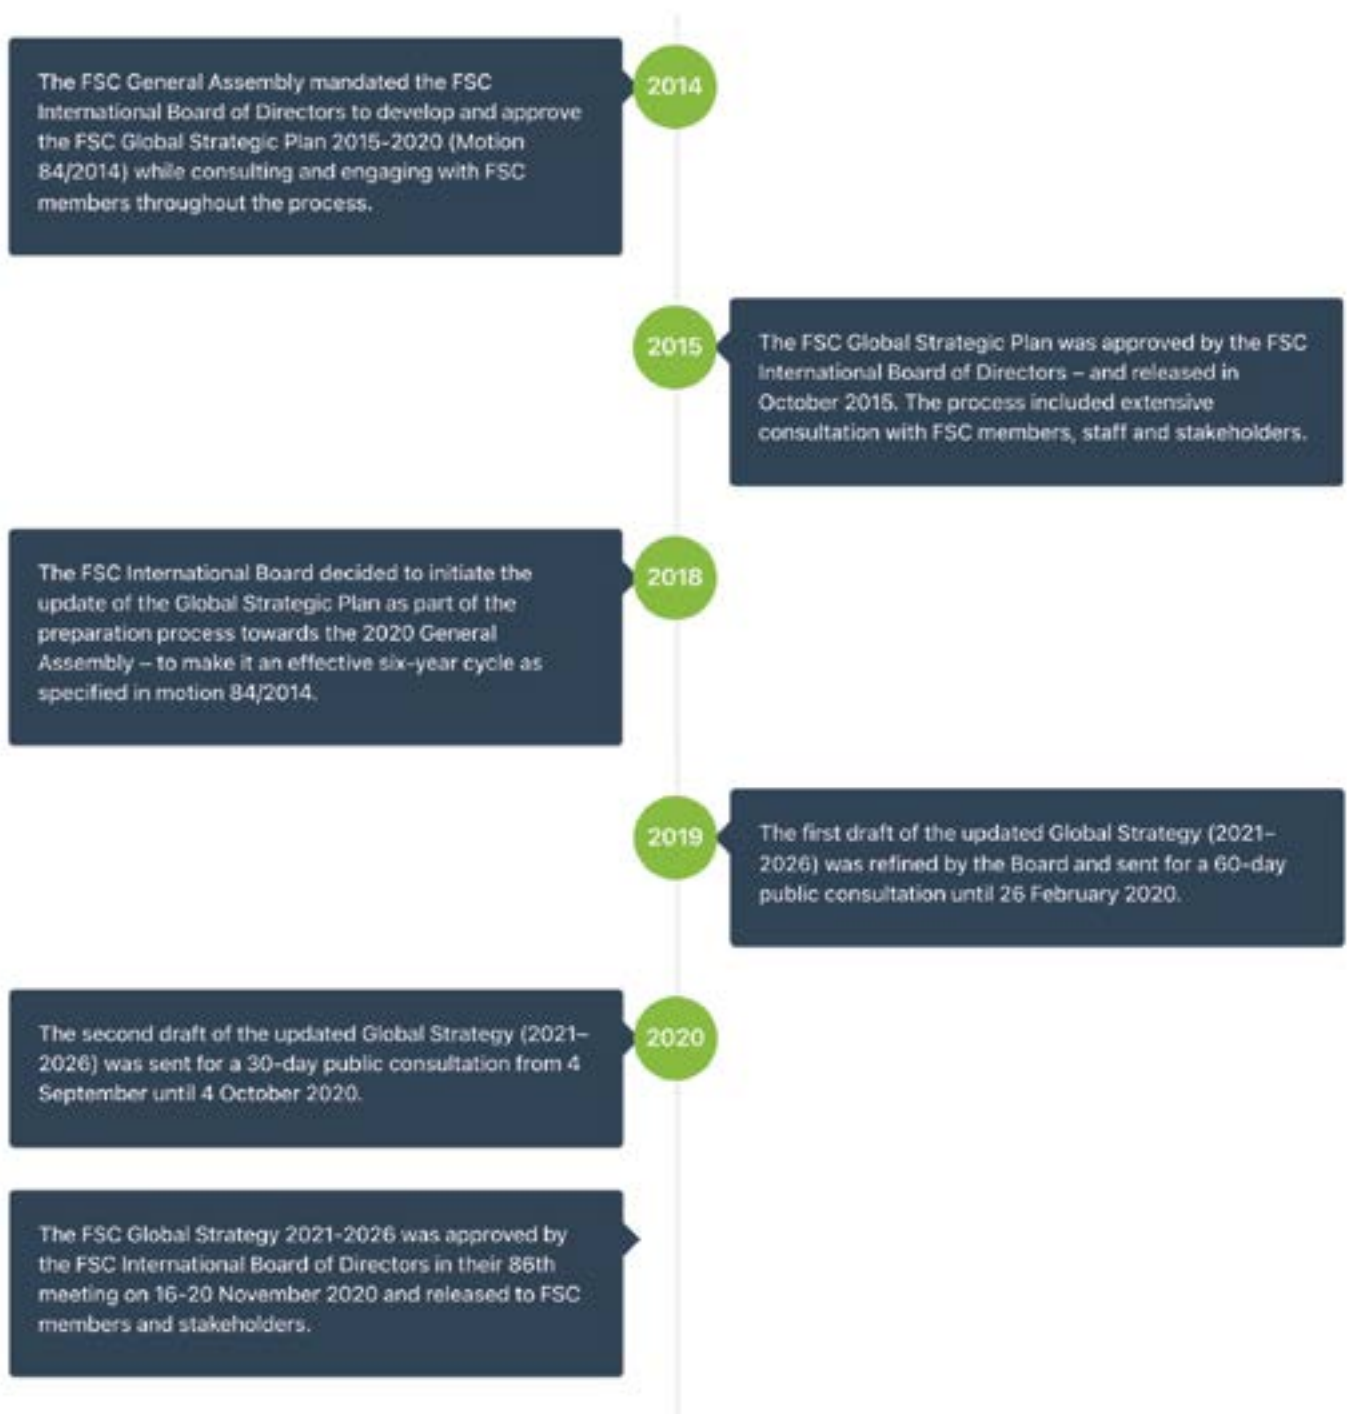 The FSC General Assembly mandated the FSC
International Board of Directors to develop and approve
the FSC Global Strategic Plan 2015-2020 (Motion
84/2014) while consulting and engaging with FSC
members throughout the process.
2014
2015
The FSC Global Strategic Plan was approved by the FSC
International Board of Directors – and released in
October 2015. The process included extensive
consultation with FSC members, staff and stakeholders.
The FSC International Board decided to initiate the
update of the Global Strategic Plan as part of the
preparation process towards the 2020 General
Assembly – to make it an effective six-year cycle as
specified in motion 84/2014.
2018
2019
The first draft of the updated Global Strategy (2021–
2026) was refined by the Board and sent for a 60-day
public consultation until 26 February 2020.
The second draft of the updated Global Strategy (2021–
2026) was sent for a 30-day public consultation from 4
September until 4 October 2020.
2020
The FSC Global Strategy 2021-2026 was approved by
the FSC International Board of Directors in their 86th
meeting on 16-20 November 2020 and released to FSC
members and stakeholders.